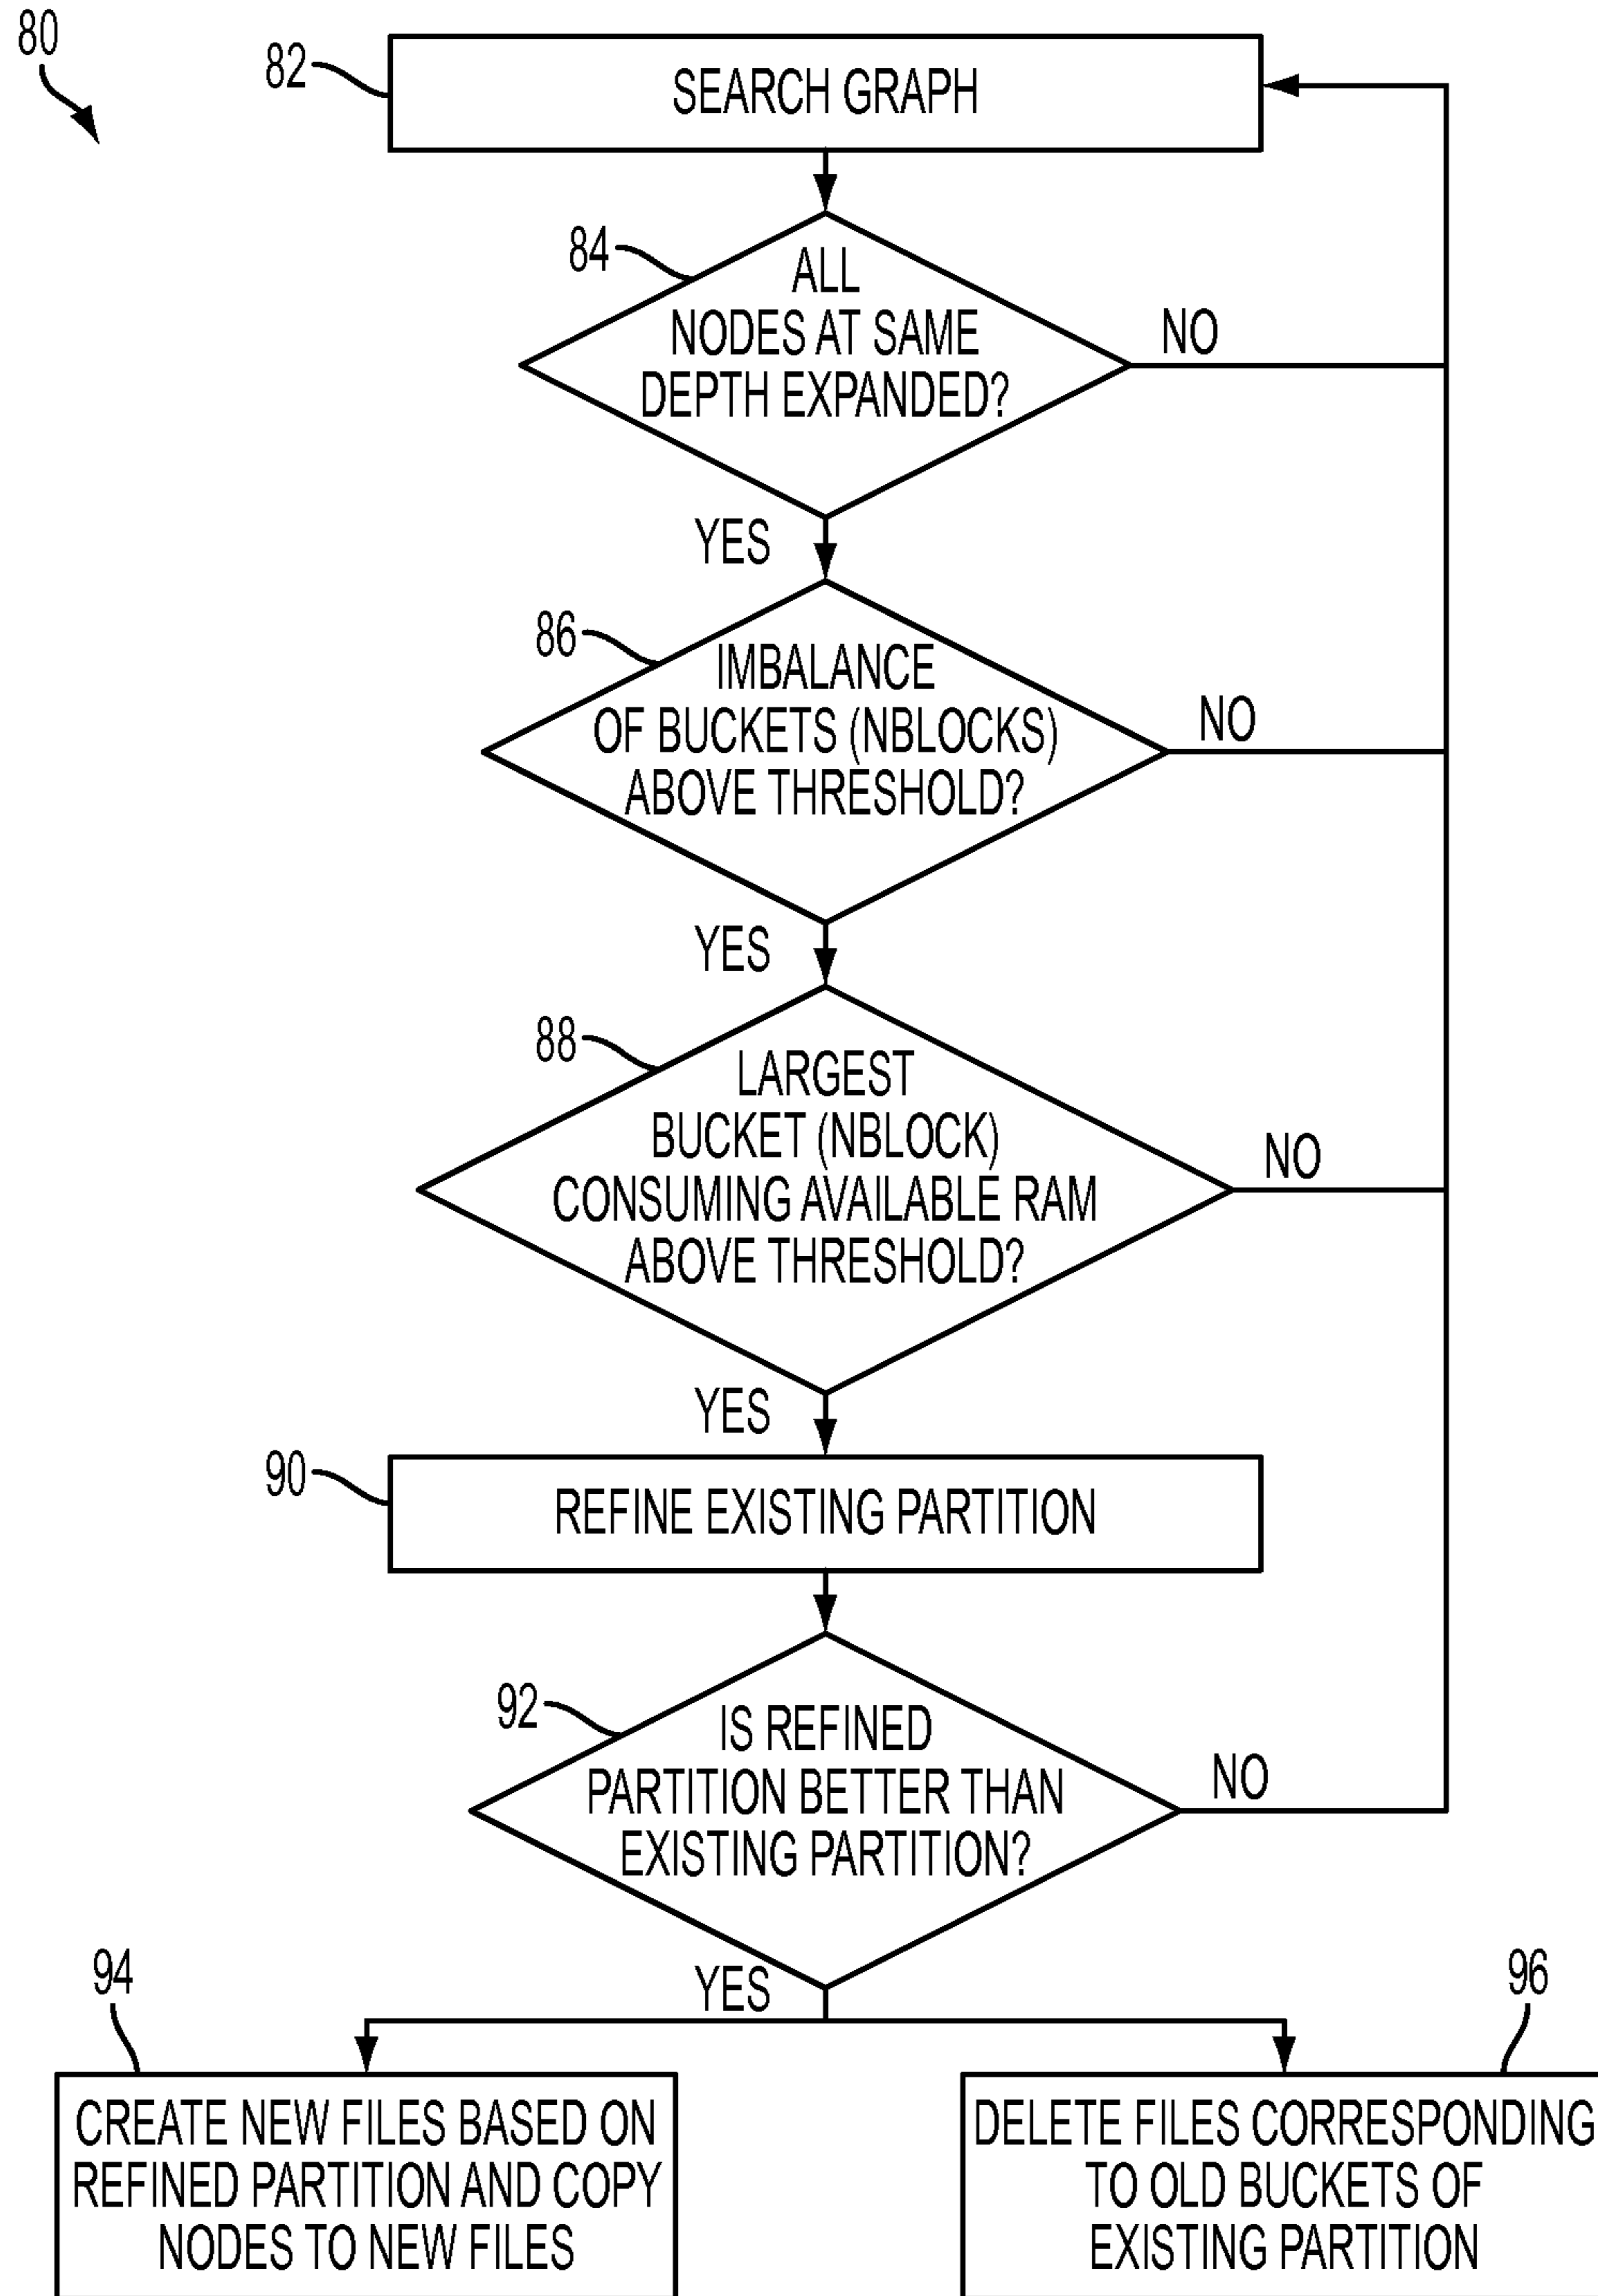 80
82
SEARCH GRAPH
84
ALL
NODES AT SAME
DEPTH EXPANDED?
NO
YES
86
IMBALANCE
OF BUCKETS (NBLOCKS)
ABOVE THRESHOLD?
NO
YES
88
LARGEST
BUCKET (NBLOCK)
CONSUMING AVAILABLE RAM
ABOVE THRESHOLD?
NO
YES
90
REFINE EXISTING PARTITION
92
IS REFINED
PARTITION BETTER THAN
EXISTING PARTITION?
NO
YES
94
CREATE NEW FILES BASED ON
REFINED PARTITION AND COPY
NODES TO NEW FILES
96
DELETE FILES CORRESPONDING
TO OLD BUCKETS OF
EXISTING PARTITION